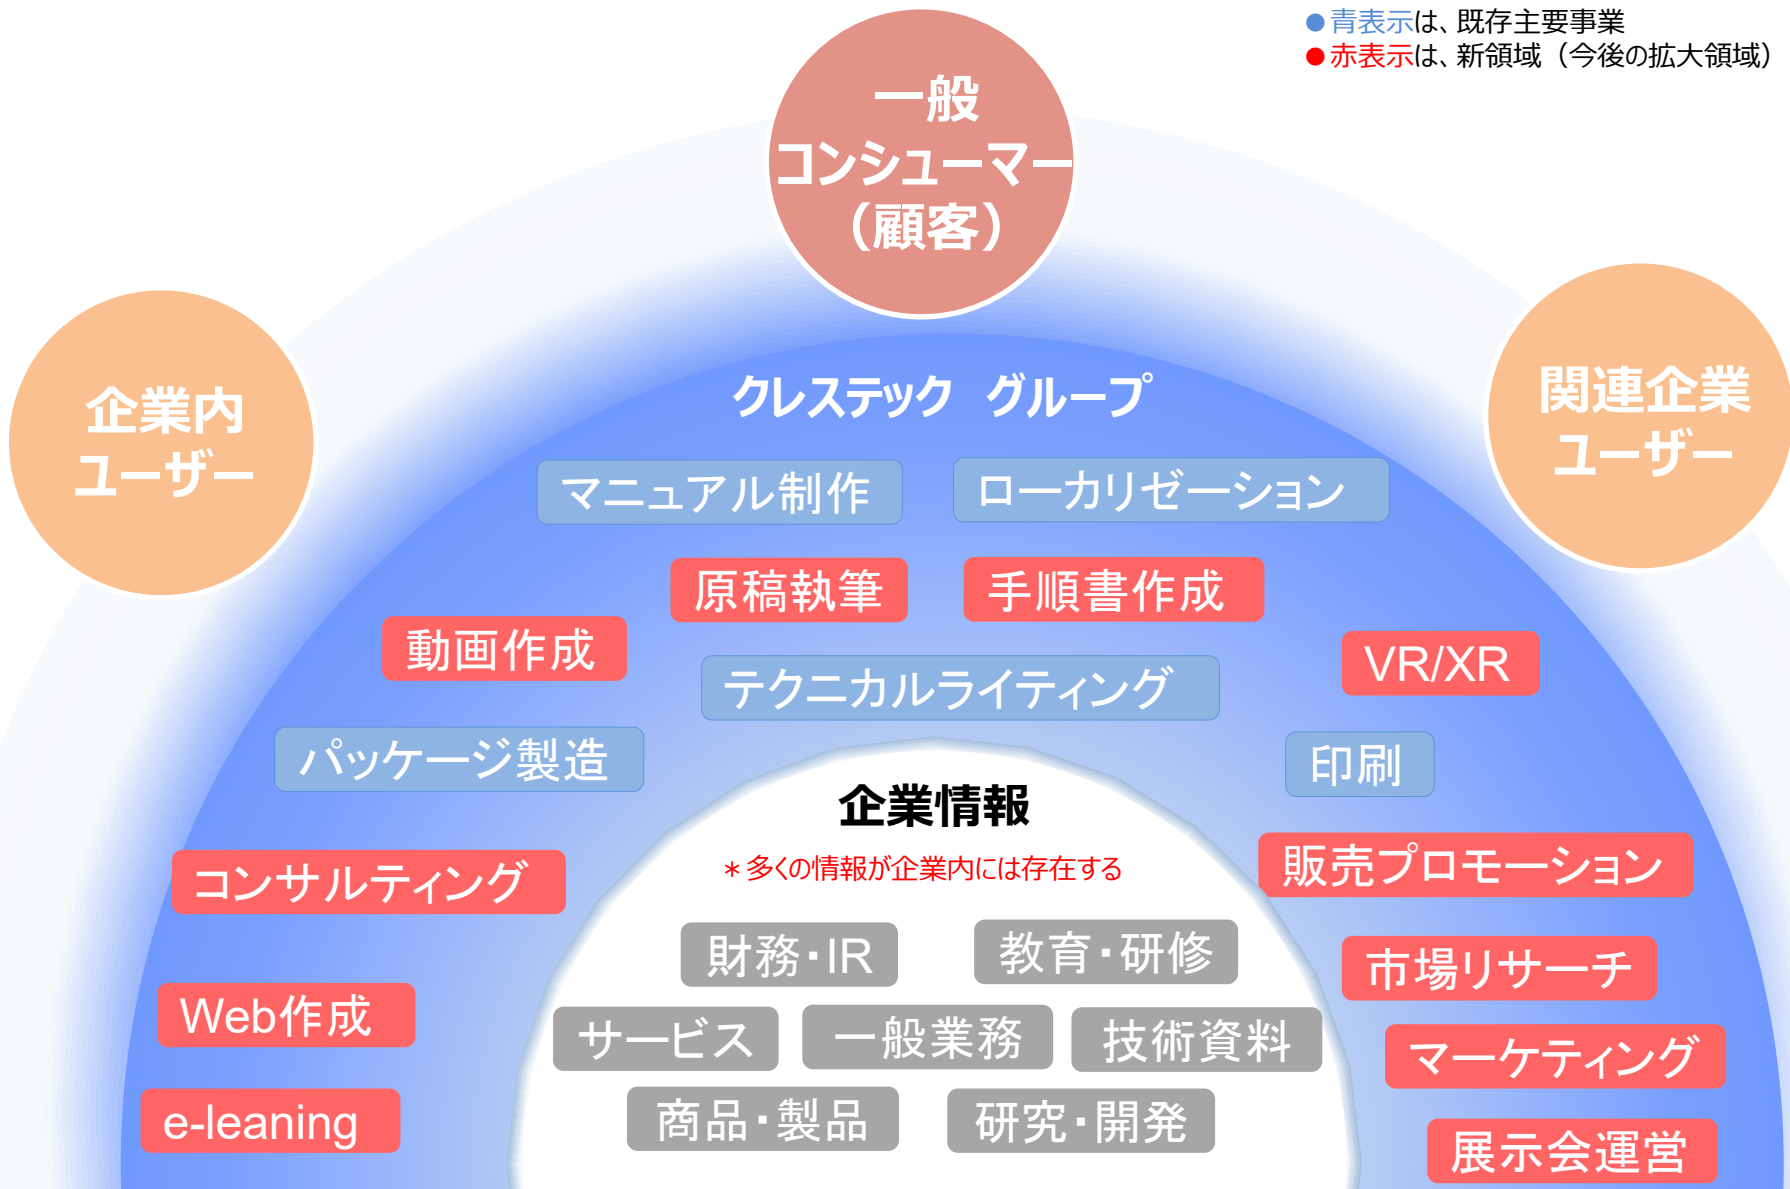 ●青表示は、既存主要事業
●赤表示は、新領域（今後の拡大領域）
一般
コンシューマー
（顧客）
企業内
ユーザー
関連企業
ユーザー
クレステック　グループ
マニュアル制作
ローカリゼーション
原稿執筆
手順書作成
動画作成
VR/XR
テクニカルライティング
パッケージ製造
印刷
企業情報
＊多くの情報が企業内には存在する
コンサルティング
販売プロモーション
財務・IR
教育・研修
市場リサーチ
Web作成
サービス
一般業務
技術資料
マーケティング
e-leaning
商品・製品
研究・開発
展示会運営